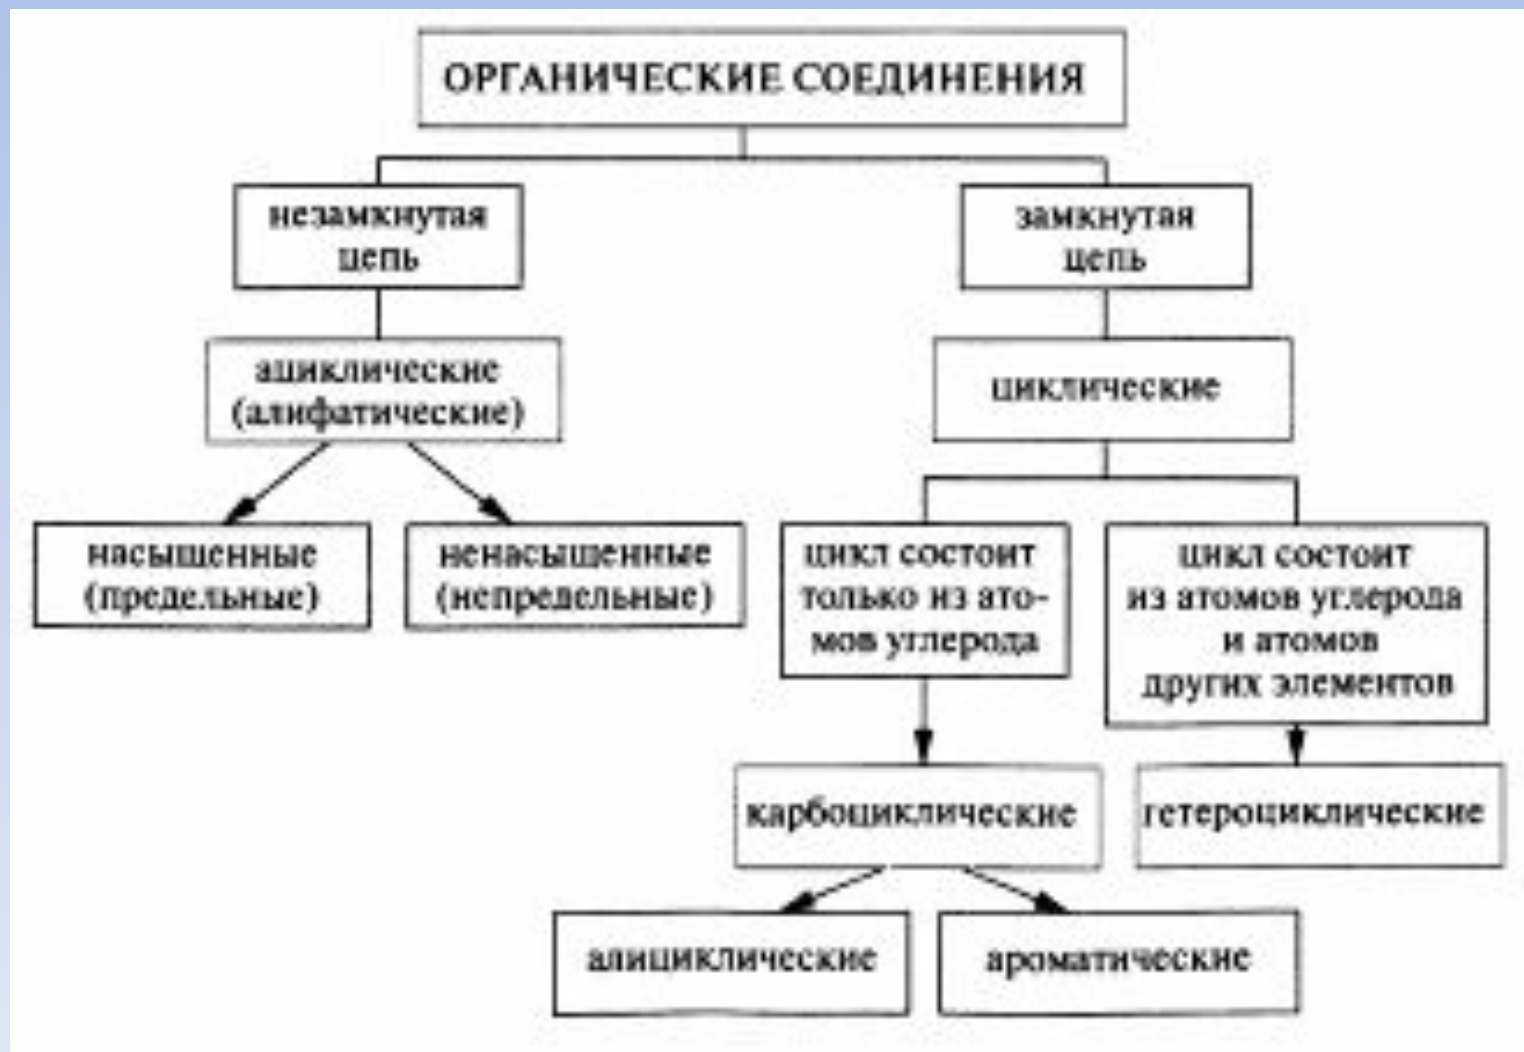 ОРГАНИЧЕСКИЕ СОЕДИНЕНИЯ
незамкнутая
цепь
замкнутая
цепь
ациклические
(алифатические)
циклические
насыщенные
(предельные)
ненасыщенные
(непредельные)
цикл состоит
только из ато-
мов углерода
цикл состоит
из атомов углерода
и атомов
других элементов
карбоциклические
гетероциклические
алициклические
ароматические